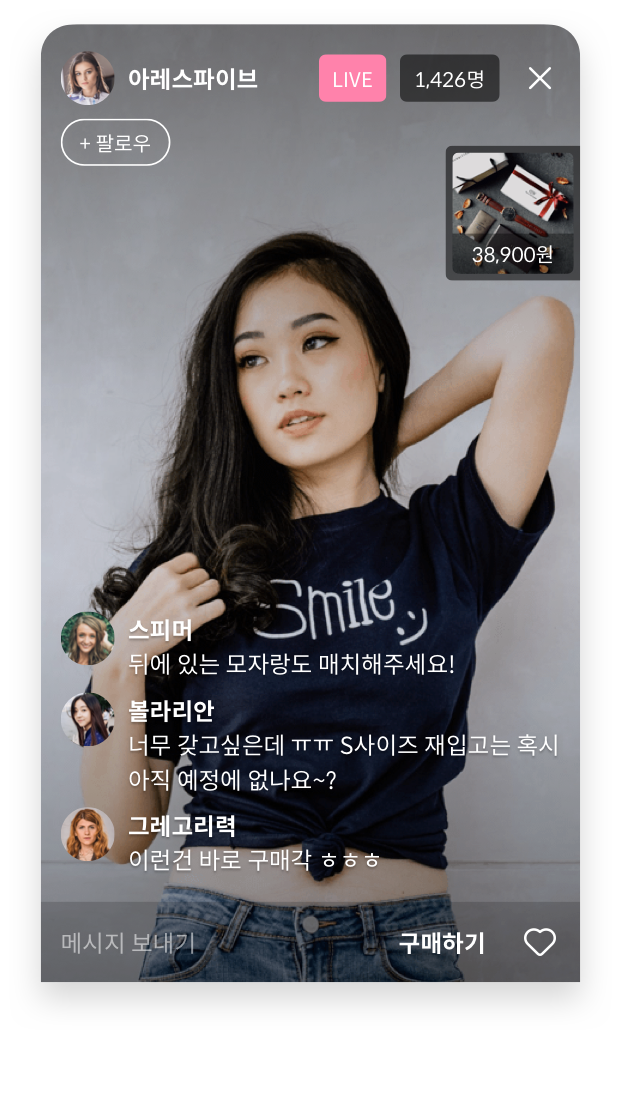 아레스파이브
LIVE
1,426명
+ 팔로우
38,900원
Smile
스피머
뒤에 있는 모자랑도 매치해주세요!
볼라리안
너무 갖고싶은데 ㅠㅠ S사이즈 재입고는 혹시
아직 예정에 없나요~?
그레고리력
이런건 바로 구매각 ㅎㅎㅎ
메시지 보내기
구매하기